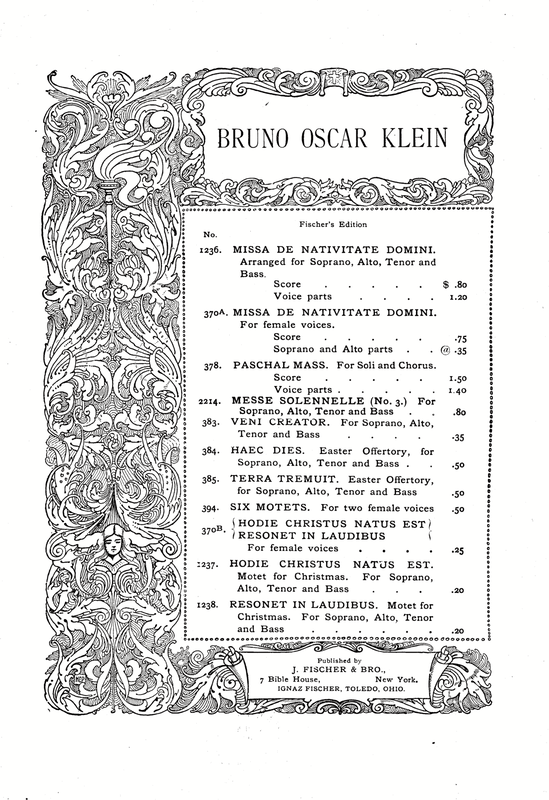 BRUNO OSCAR KLEIN
Fischer's Edition
No.
1236. MISSA DE NATIVITATE DOMINI.
Arranged for Soprano, Alto, Tenor and
Bass.
Score . . . . . $ .80
Voice parts . . . . 1.20
370A. MISSA DE NATIVITATE DOMINI.
For female voices.
Score . . . . . .75
Soprano and Alto parts . . @ .35
378. PASCHAL MASS. For Soli and Chorus.
Score . . . . . 1.50
Voice parts . . . . . 1.40
2214. MESSE SOLENNELLE (No. 3.) For
Soprano, Alto, Tenor and Bass . . .80
383. VENI CREATOR. For Soprano, Alto,
Tenor and Bass . . . . .35
384. HAEC DIES. Easter Offertory, for
Soprano, Alto, Tenor and Bass . . .50
385. TERRA TREMUIT. Easter Offertory,
for Soprano, Alto, Tenor and Bass .50
394. SIX MOTETS. For two female voices .50
370B. { HODIE CHRISTUS NATUS EST }
{ RESONET IN LAUDIBUS {
For female voices . . . . .25
1237. HODIE CHRISTUS NATUS EST.
Motet for Christmas. For Soprano,
Alto, Tenor and Bass . . . .20
1238. RESONET IN LAUDIBUS. Motet for
Christmas. For Soprano, Alto, Tenor
and Bass . . . . . . .20
Published by
J. FISCHER & BRO.,
7 Bible House, New York.
IGNAZ FISCHER, TOLEDO, OHIO.